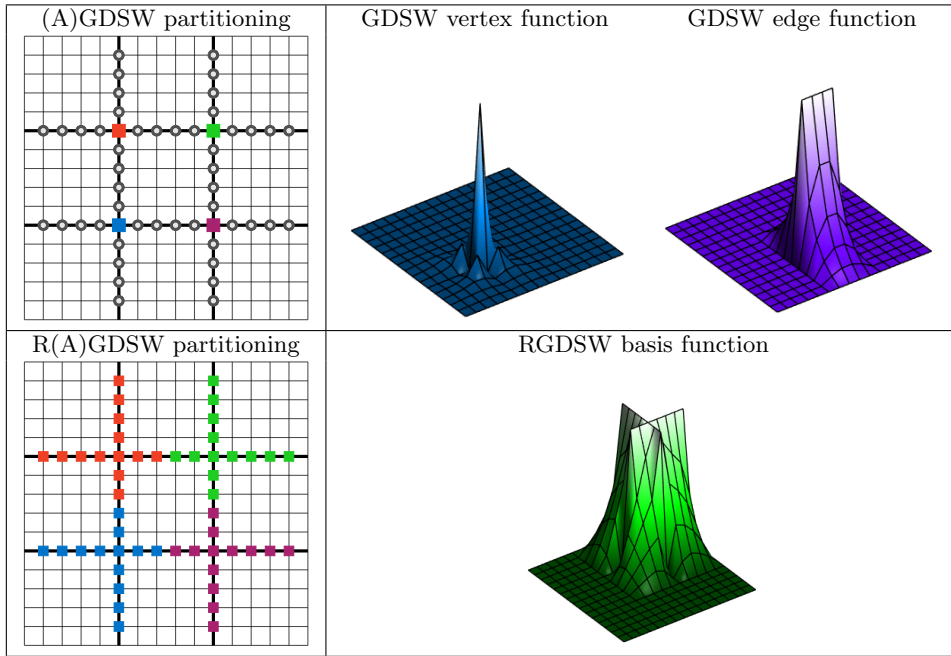 (A)GDSW partitioning
GDSW vertex function
GDSW edge function
R(A)GDSW partitioning
RGDSW basis function